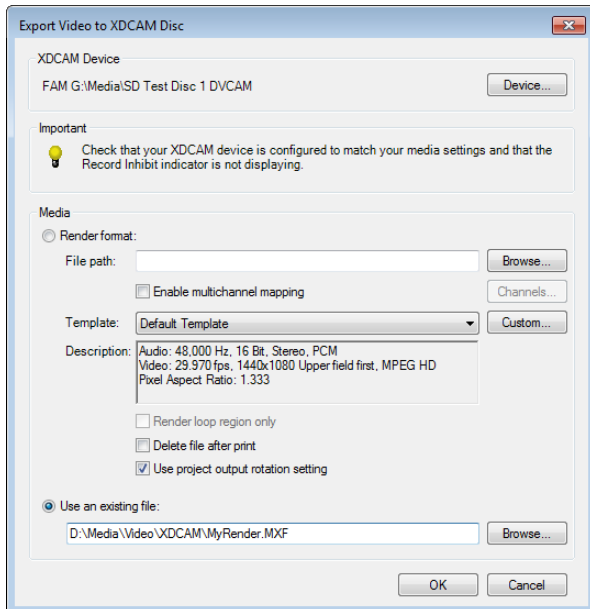 Export Video to XDCAM Disc
XDCAM Device
FAM G:\Media\SD Test Disc 1 DVCAM
Device...
Important
Check that your XDCAM device is configured to match your media settings and that the
Record Inhibit indicator is not displaying.
Media
Render format:
File path:
Browse...
Enable multichannel mapping
Channels...
Template:
Default Template
Custom...
Description:
Audio: 48,000 Hz, 16 Bit, Stereo, PCM
Video: 29.970 fps, 1440x1080 Upper field first, MPEG HD
Pixel Aspect Ratio: 1.333
Render loop region only
Delete file after print
Use project output rotation setting
Use an existing file:
D:\Media\Video\XDCAM\MyRender.MXF
Browse...
OK
Cancel